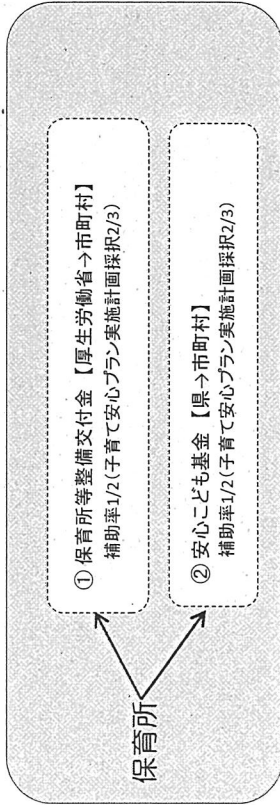 保育所
① 保育所等整備交付金 【厚生労働省→市町村】
補助率1/2(子育て安心プラン実施計画採択2/3)
② 安心こども基金 【県→市町村】
補助率1/2(子育て安心プラン実施計画採択2/3)